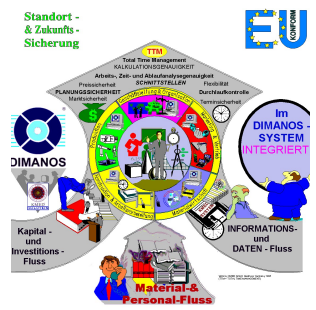 Standort -
& Zukunfts -
Sicherung
EU
KONFORM
TTM
Total Time Management
KALKULATIONSGENAUIGKEIT
Arbeits-, Zeit- und Ablaufanalysegenauigkeit
SCHNITTSTELLEN
Preissicherheit
PLANUNGSSICHERHEIT
Marktsicherheit
Flexibilität
Durchlaufkontrolle
Terminsicherheit
DIMANOS
Im
DIMANOS -
SYSTEM
INTEGRIERT
Kapital -
und
Investitions -
Fluss
INFORMATIONS-
und
DATEN - Fluss
Material-&
Personal-Fluss